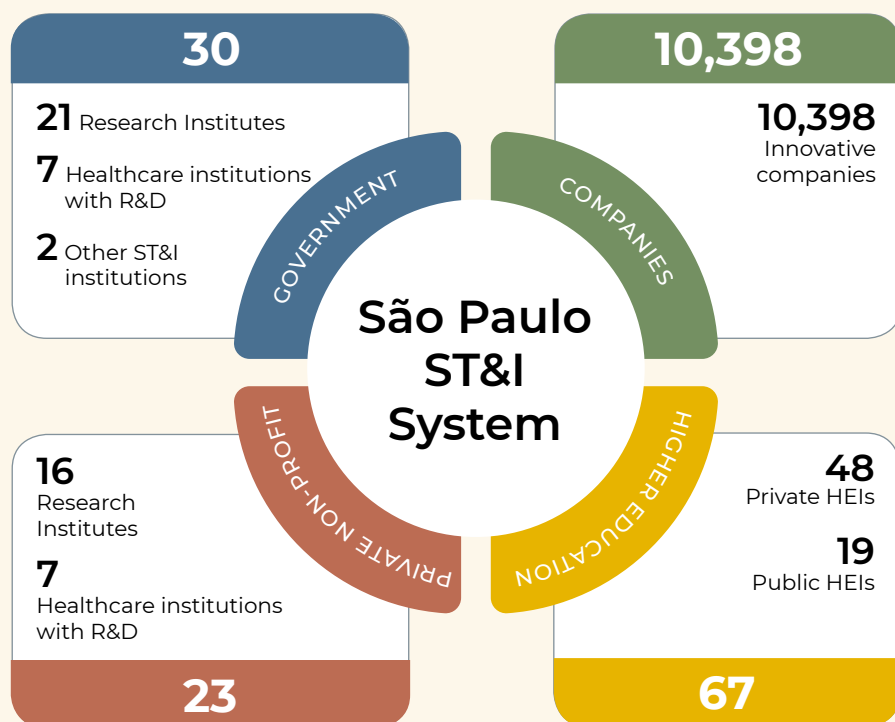 30
21 Research Institutes
7 Healthcare institutions
with R&D
2 Other ST&I
institutions
GOVERNMENT
10,398
10,398
Innovative
companies
COMPANIES
São Paulo
ST&I
System
16
Research
Institutes
7
Healthcare institutions
with R&D
23
PRIVATE NON-PROFIT
48
Private HEIs
19
Public HEIs
67
HIGHER EDUCATION